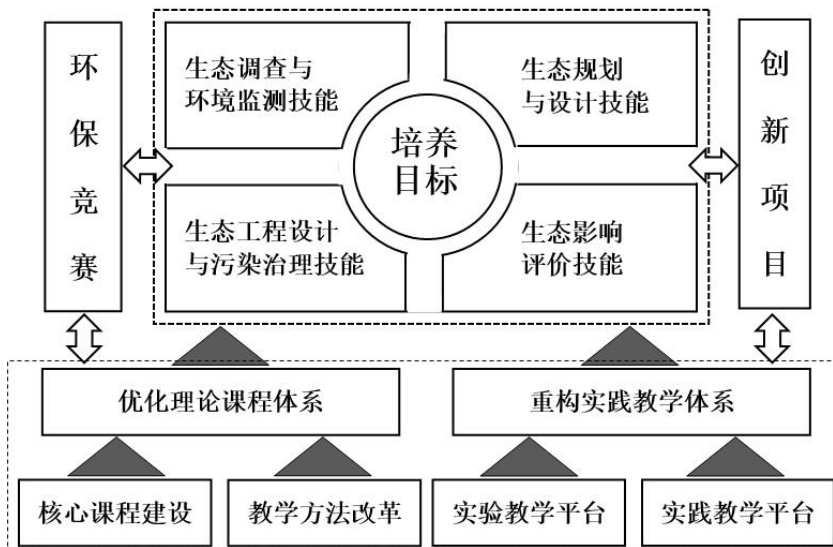 环保竞赛
生态调查与
环境监测技能
生态规划
与设计技能
创新项目
培养
目标
生态工程设计
与污染治理技能
生态影响
评价技能
优化理论课程体系
重构实践教学体系
核心课程建设
教学方法改革
实验教学平台
实践教学平台